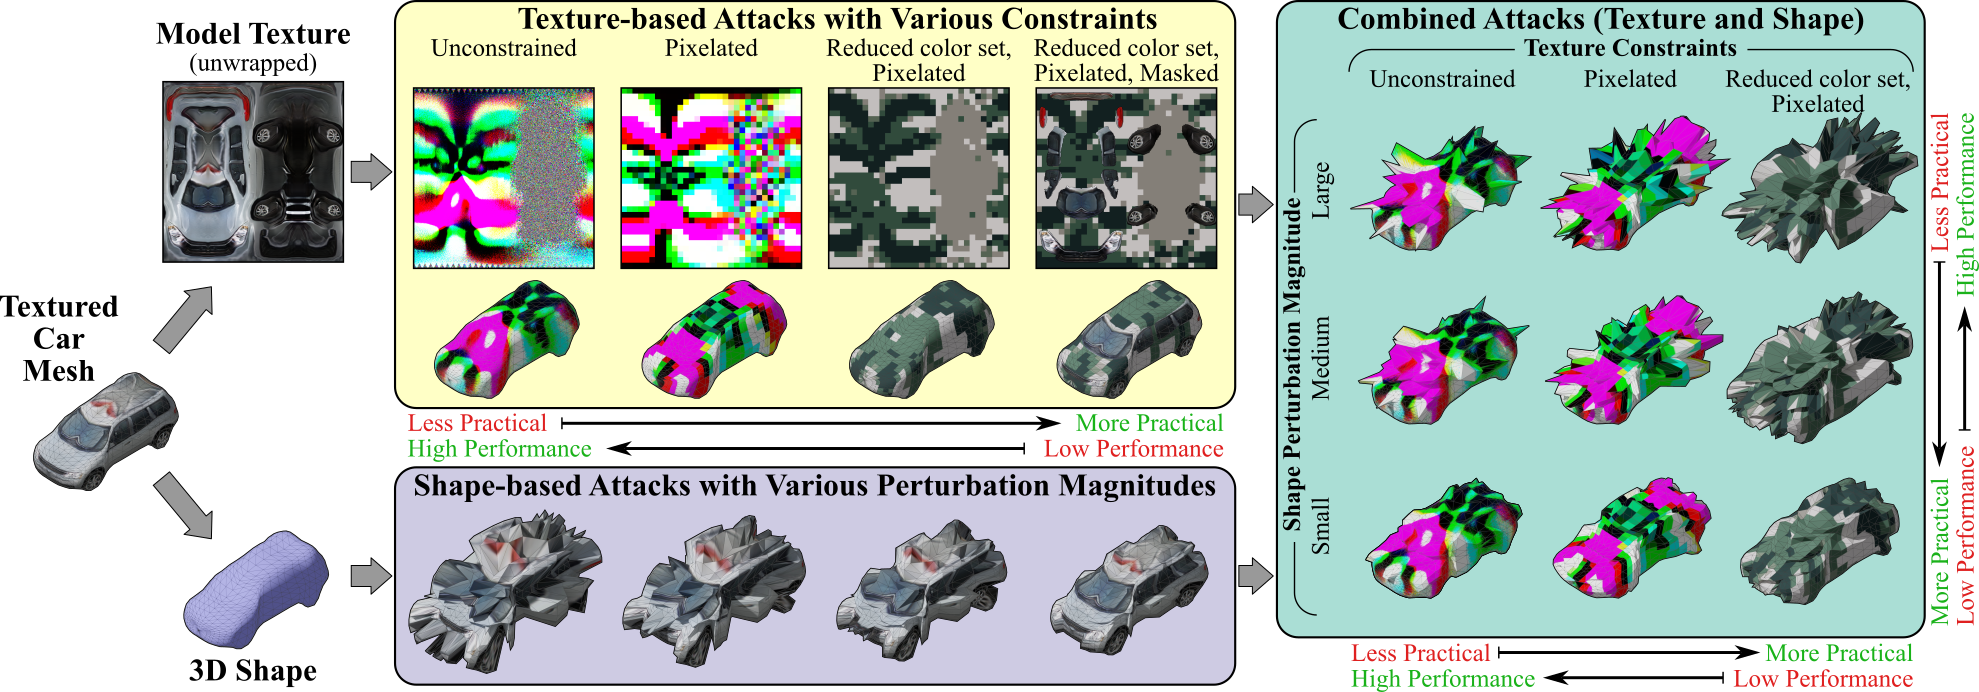 Model Texture
(unwrapped)
Textured
Car
Mesh
3D Shape
Texture-based Attacks with Various Constraints
Unconstrained
Pixelated
Reduced color set,
Pixelated
Reduced color set,
Pixelated, Masked
Less Practical
More Practical
High Performance
Low Performance
Shape-based Attacks with Various Perturbation Magnitudes
Combined Attacks (Texture and Shape)
Texture Constraints
Unconstrained
Pixelated
Reduced color set,
Pixelated
Shape Perturbation Magnitude
Large
Medium
Small
Less Practical
High Performance
More Practical
Low Performance
Less Practical
More Practical
High Performance
Low Performance